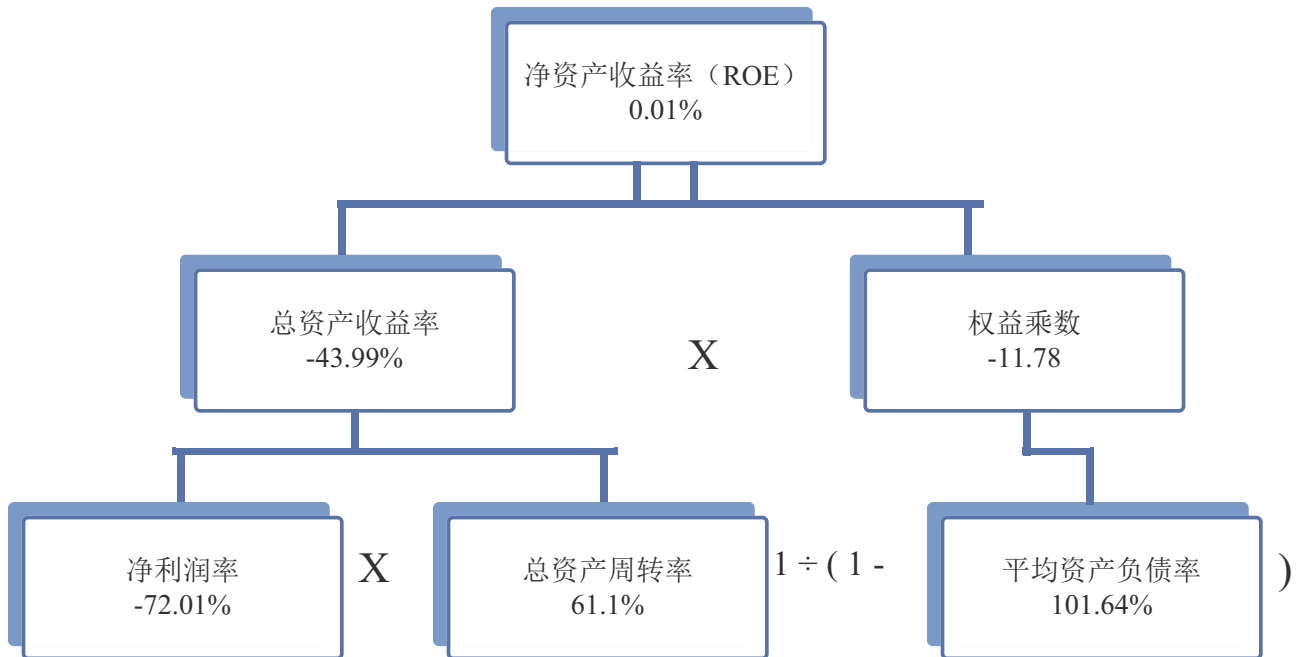 净资产收益率（ROE）
0.01%
总资产收益率
-43.99%
X
权益乘数
-11.78
净利润率
-72.01%
X
总资产周转率
61.1%
1 ÷ ( 1 -
平均资产负债率
101.64%
)